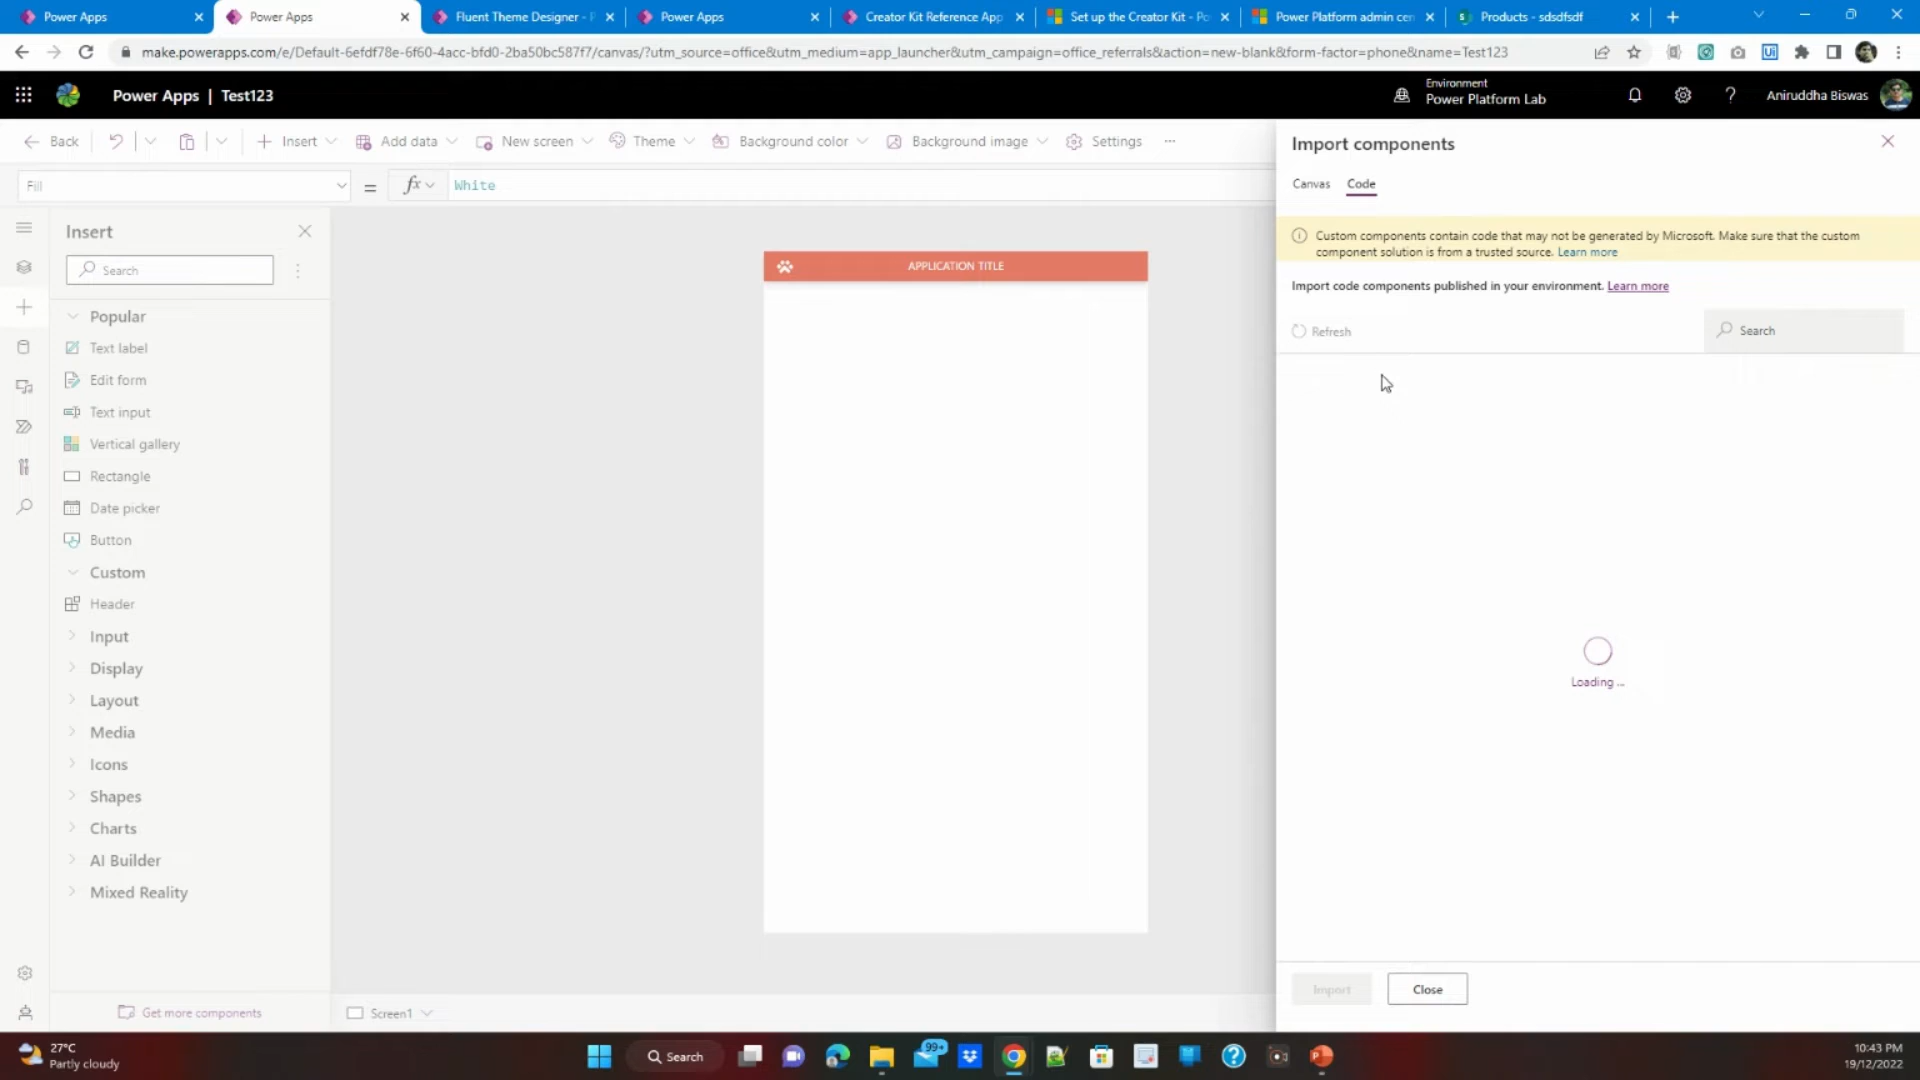 Power Apps
Power Apps
Fluent Theme Designer - P
Power Apps
Creator Kit Reference App
Set up the Creator Kit - Po
Power Platform admin cen
Products - sdsdfsdf
make.powerapps.com/e/Default-6efdf78e-6f60-4acc-bfd0-2ba50bc587f7/canvas/?utm_source=office&utm_medium=app_launcher&utm_campaign=office_referrals&action=new-blank&form-factor=phone&name=Test123
Power Apps | Test123
Environment
Power Platform Lab
Aniruddha Biswas
Back
Insert
Add data
New screen
Theme
Background color
Background image
Settings
Fill
= fx White
Insert
Search
Popular
Text label
Edit form
Text input
Vertical gallery
Rectangle
Date picker
Button
Custom
Header
Input
Display
Layout
Media
Icons
Shapes
Charts
AI Builder
Mixed Reality
Get more components
APPLICATION TITLE
Screen1
Import components
Canvas Code
Custom components contain code that may not be generated by Microsoft. Make sure that the custom
component solution is from a trusted source. Learn more
Import code components published in your environment. Learn more
Refresh
Search
Loading ...
Import
Close
27°C
Partly cloudy
Search
99+
10:43 PM
19/12/2022